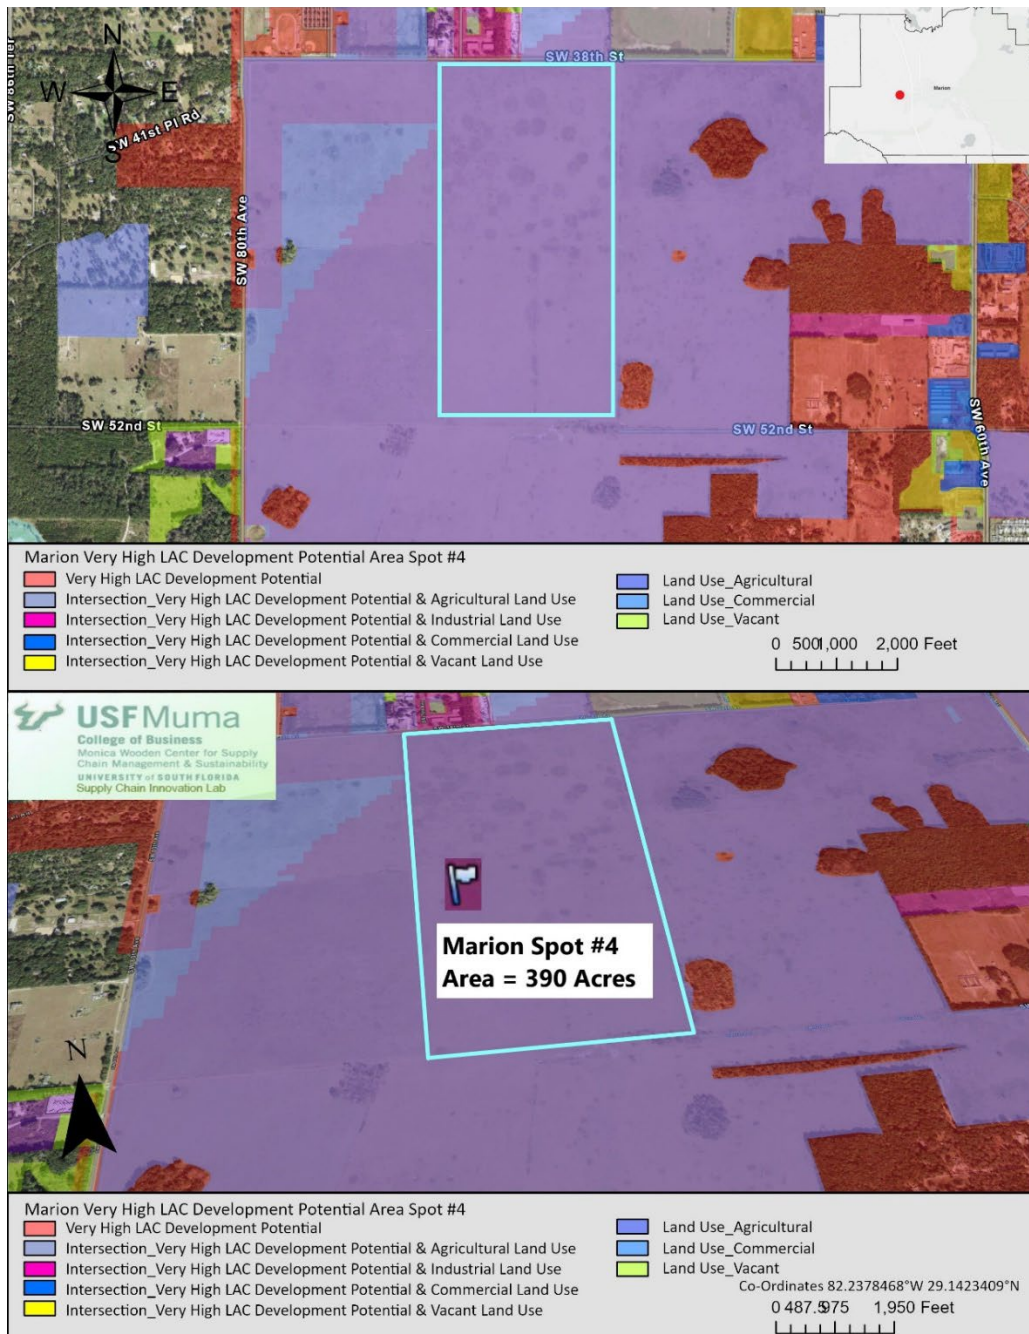 N
W E
S
SW 86th Ter
SW 41st Pl Rd
SW 38th St
SW 80th Ave
Marion
SW 52nd St
SW 52nd St
SW 60th Ave
Marion Very High LAC Development Potential Area Spot #4
Very High LAC Development Potential
Intersection_Very High LAC Development Potential & Agricultural Land Use
Intersection_Very High LAC Development Potential & Industrial Land Use
Intersection_Very High LAC Development Potential & Commercial Land Use
Intersection_Very High LAC Development Potential & Vacant Land Use
Land Use_Agricultural
Land Use_Commercial
Land Use_Vacant
0 5001,000 2,000 Feet
USF Muma
College of Business
Monica Wooden Center for Supply
Chain Management & Sustainability
UNIVERSITY of SOUTH FLORIDA
Supply Chain Innovation Lab
Marion Spot #4
Area = 390 Acres
N
Marion Very High LAC Development Potential Area Spot #4
Very High LAC Development Potential
Intersection_Very High LAC Development Potential & Agricultural Land Use
Intersection_Very High LAC Development Potential & Industrial Land Use
Intersection_Very High LAC Development Potential & Commercial Land Use
Intersection_Very High LAC Development Potential & Vacant Land Use
Land Use_Agricultural
Land Use_Commercial
Land Use_Vacant
Co-Ordinates 82.2378468°W 29.1423409°N
0 487.5975 1,950 Feet